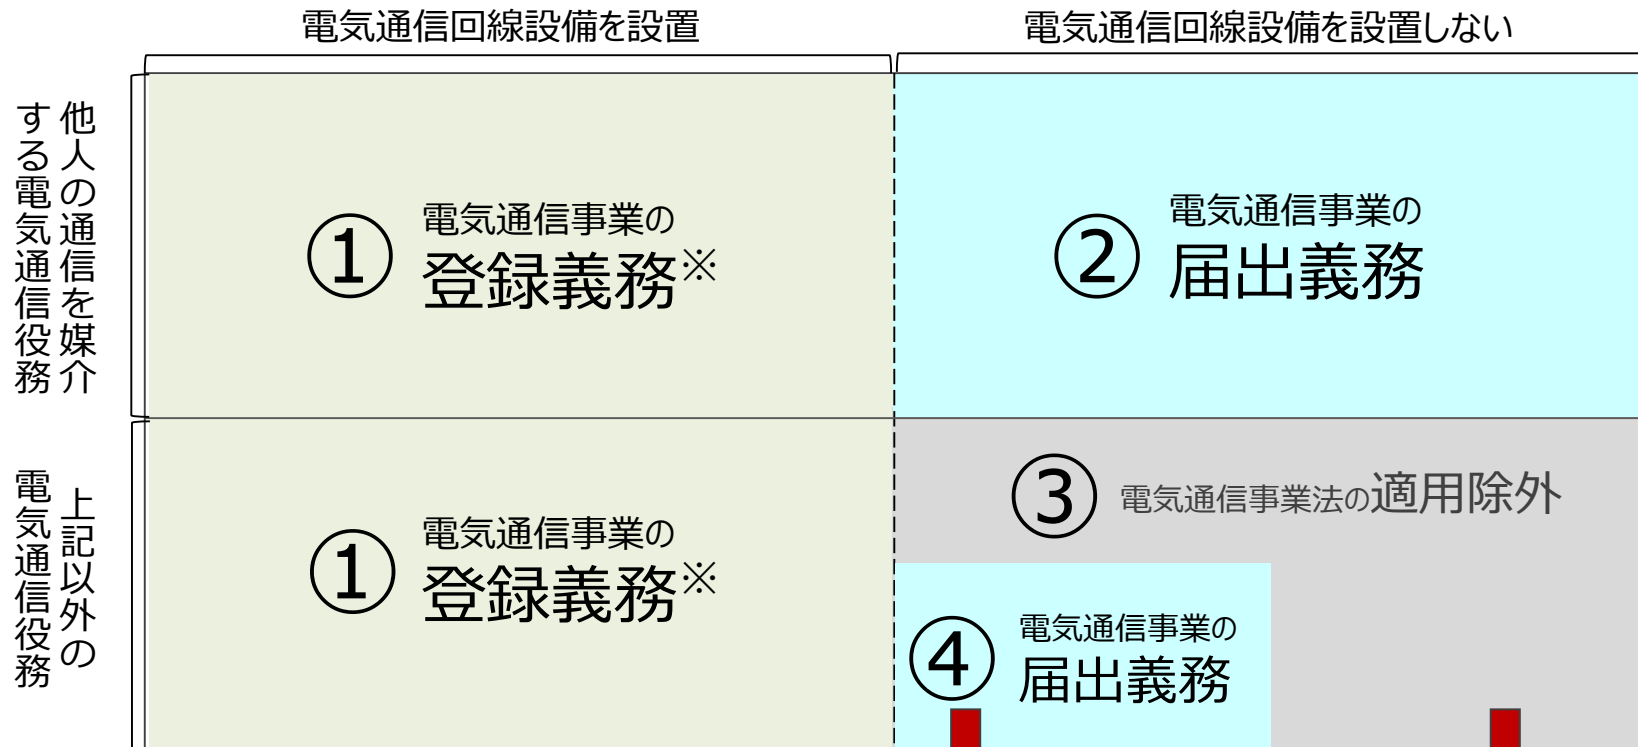 電気通信回線設備を設置
電気通信回線設備を設置しない
他人の通信を媒介
する電気通信役務
① 電気通信事業の
登録義務※
② 電気通信事業の
届出義務
上記以外の
電気通信役務
① 電気通信事業の
登録義務※
③ 電気通信事業法の適用除外
④ 電気通信事業の
届出義務